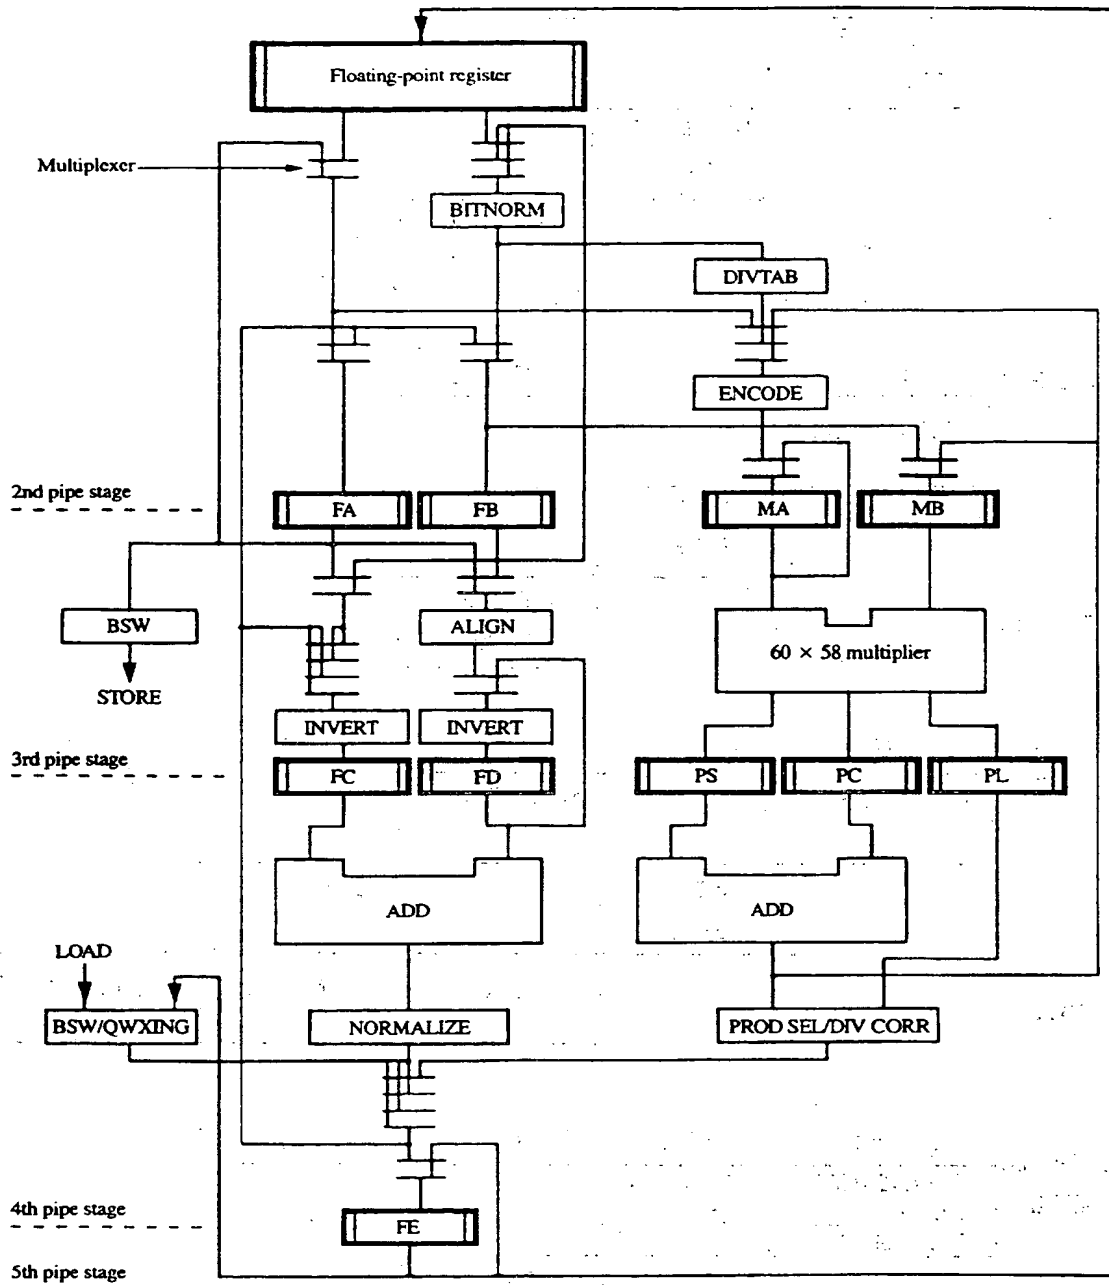 Floating-point register
Multiplexer
BITNORM
DIVTAB
ENCODE
2nd pipe stage
FA
FB
MA
MB
BSW
ALIGN
60 × 58 multiplier
STORE
INVERT
INVERT
3rd pipe stage
FC
FD
PS
PC
PL
ADD
ADD
LOAD
BSW/QWXING
NORMALIZE
PROD SEL/DIV CORR
4th pipe stage
FE
5th pipe stage